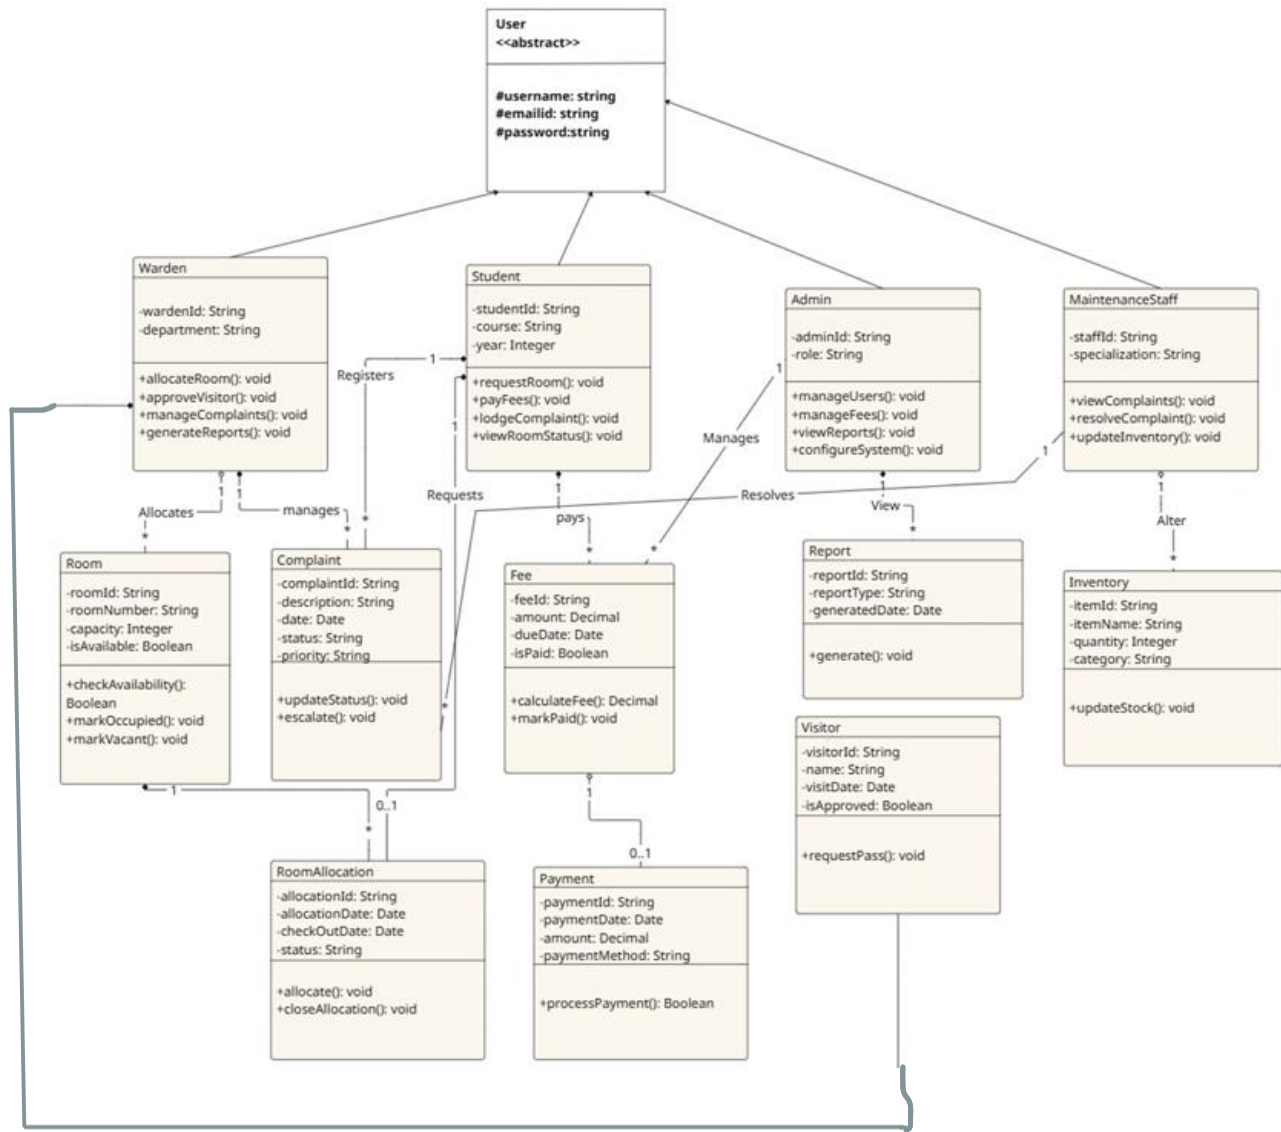 User
<<abstract>>
#username: string
#emailid: string
#password:string
Warden
-wardenId: String
-department: String
+allocateRoom(): void
+approveVisitor(): void
+manageComplaints(): void
+generateReports(): void
Student
-studentId: String
-course: String
-year: Integer
+requestRoom(): void
+payFees(): void
+lodgeComplaint(): void
+viewRoomStatus(): void
Admin
-adminId: String
-role: String
+manageUsers(): void
+manageFees(): void
+viewReports(): void
+configureSystem(): void
MaintenanceStaff
-staffId: String
-specialization: String
+viewComplaints(): void
+resolveComplaint(): void
+updateInventory(): void
1
Registers
*
1
Requests
0..1
1
Manages
*
1
Resolves
*
1
Allocates
*
1
manages
*
1
pays
*
1
View
*
1
Alter
*
Room
-roomId: String
-roomNumber: String
-capacity: Integer
-isAvailable: Boolean
+checkAvailability():
Boolean
+markOccupied(): void
+markVacant(): void
Complaint
-complaintId: String
-description: String
-date: Date
-status: String
-priority: String
+updateStatus(): void
+escalate(): void
Fee
-feeId: String
-amount: Decimal
-dueDate: Date
-isPaid: Boolean
+calculateFee(): Decimal
+markPaid(): void
Report
-reportId: String
-reportType: String
-generatedDate: Date
+generate(): void
Inventory
-itemId: String
-itemName: String
-quantity: Integer
-category: String
+updateStock(): void
Visitor
-visitorId: String
-name: String
-visitDate: Date
-isApproved: Boolean
+requestPass(): void
1
*
1
0..1
RoomAllocation
-allocationId: String
-allocationDate: Date
-checkOutDate: Date
-status: String
+allocate(): void
+closeAllocation(): void
Payment
-paymentId: String
-paymentDate: Date
-amount: Decimal
-paymentMethod: String
+processPayment(): Boolean